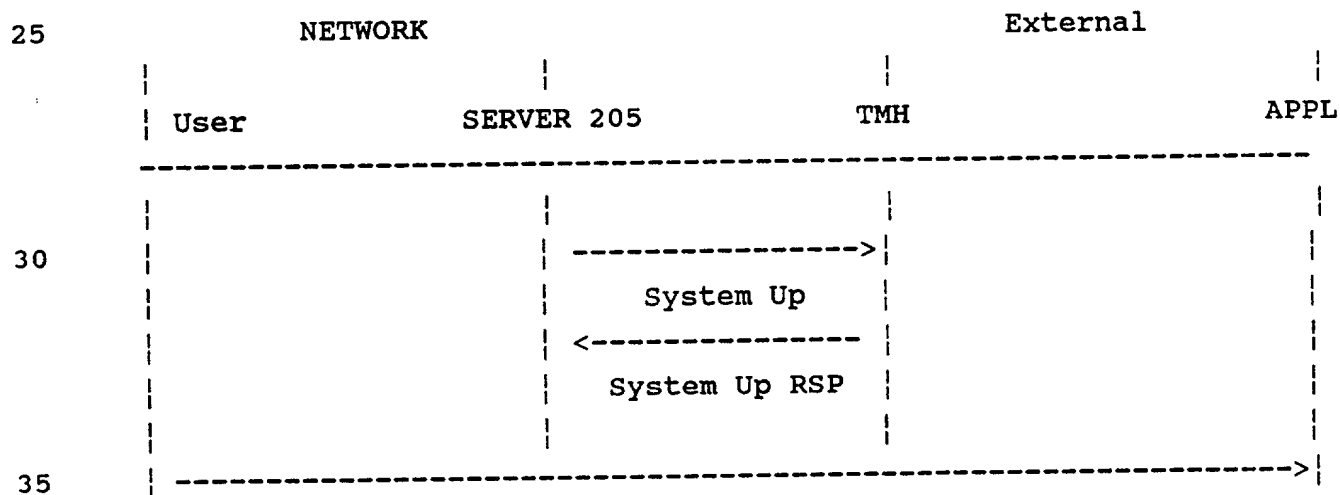 25 NETWORK External
User SERVER 205 TMH APPL
30
System Up
System Up RSP
35